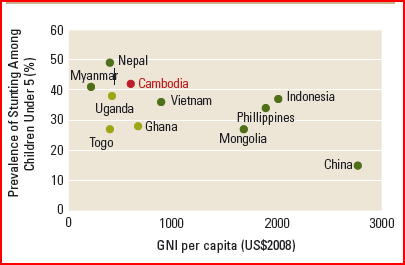 Prevalence of Stunting Among
Children Under 5 (%)
60
50
40
30
20
10
0
Nepal
Myanmar
Cambodia
Uganda
Vietnam
Indonesia
Phillippines
Togo
Ghana
Mongolia
China
0
1000
2000
3000
GNI per capita (US$2008)